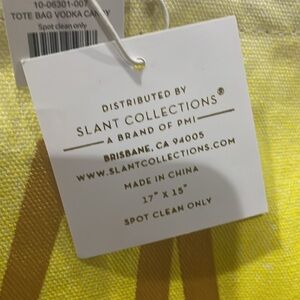 10-06301-007
TOTE BAG VODKA CANDY
Spot clean only
DISTRIBUTED BY
SLANT COLLECTIONS®
A BRAND OF PMI
BRISBANE, CA 94005
WWW.SLANTCOLLECTIONS.COM
MADE IN CHINA
17" X 15"
SPOT CLEAN ONLY